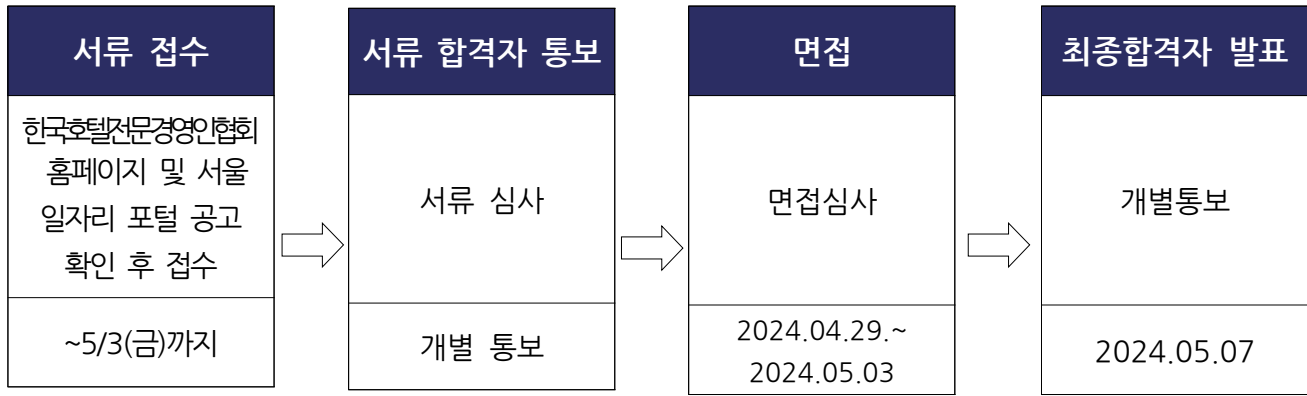 서류 접수
한국호텔전문경영인협회
홈페이지 및 서울
일자리 포털 공고
확인 후 접수
~5/3(금)까지
서류 합격자 통보
서류 심사
개별 통보
면접
면접심사
2024.04.29.~
2024.05.03
최종합격자 발표
개별통보
2024.05.07